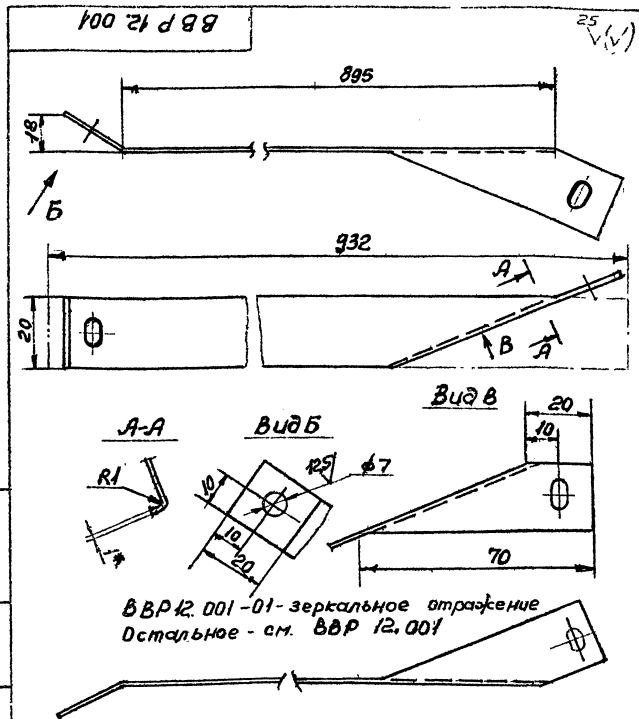 ВВР 12. 001
25
895
18
Б
932
20
А
В
А
А-А
Вид Б
Вид В
R1
10
10
20
12,5
ø7
20
10
70
ВВР 12. 001 -01 - зеркальное отражение
Остальное - см. ВВР 12. 001